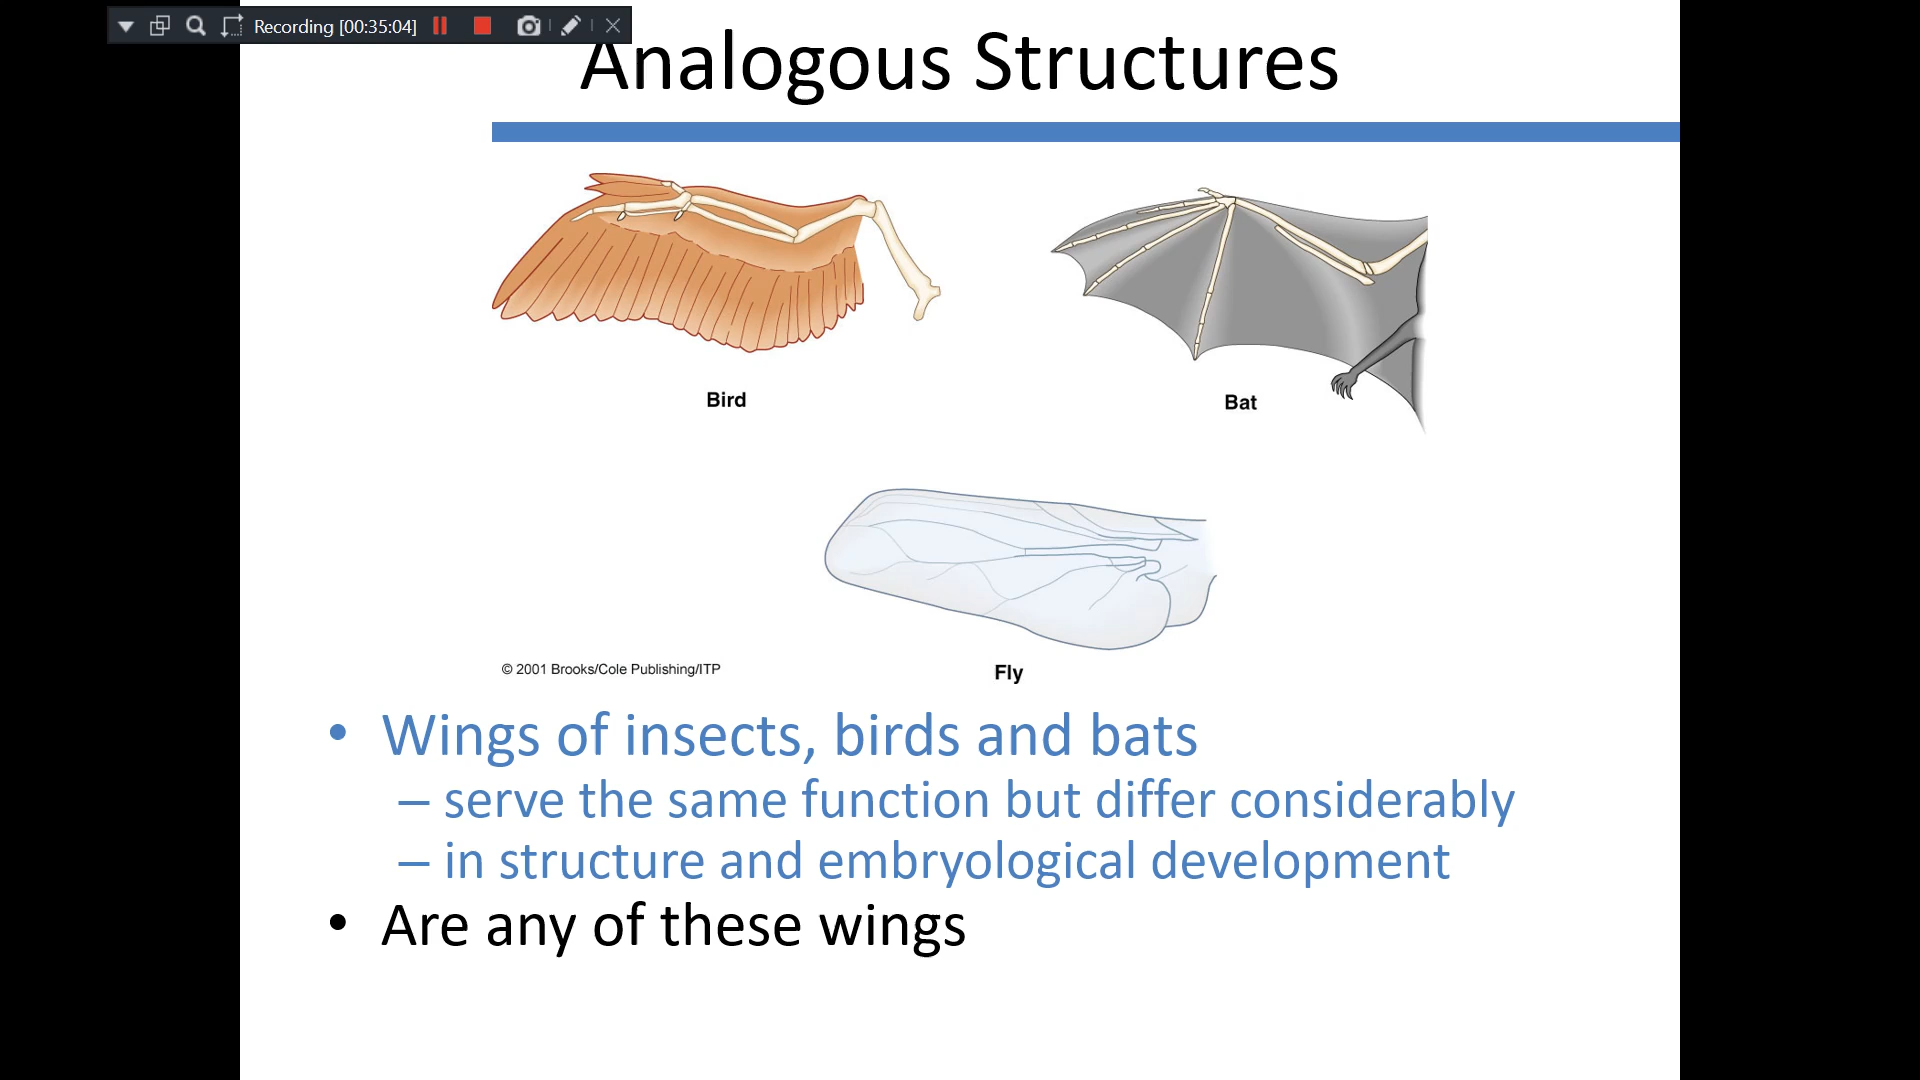 Recording [00:35:04]
Analogous Structures
Bird
Bat
© 2001 Brooks/Cole Publishing/ITP
Fly
• Wings of insects, birds and bats
– serve the same function but differ considerably
– in structure and embryological development
• Are any of these wings